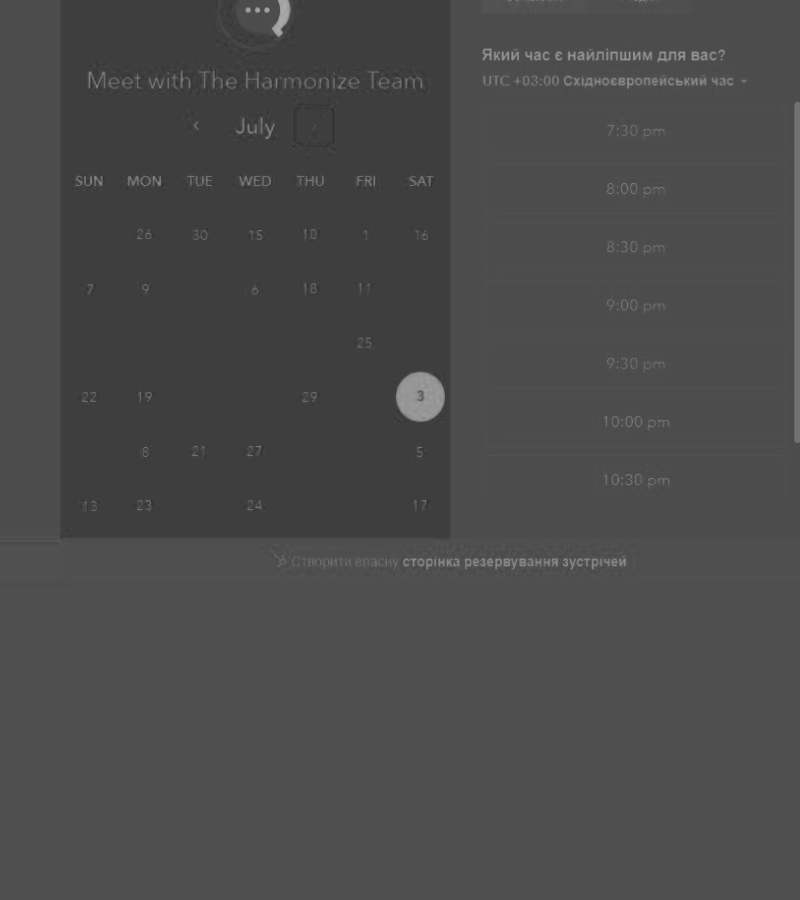 Meet with The Harmonize Team
July
SUN MON TUE WED THU FRI SAT
26 30 15 10 1 16
7 9 6 18 11
25
22 19 29 3
8 21 27 5
13 23 24 17
Який час є найліпшим для вас?
UTC +03:00 Східноєвропейський час
7:30 pm
8:00 pm
8:30 pm
9:00 pm
9:30 pm
10:00 pm
10:30 pm
Створити власну сторінка резервування зустрічей